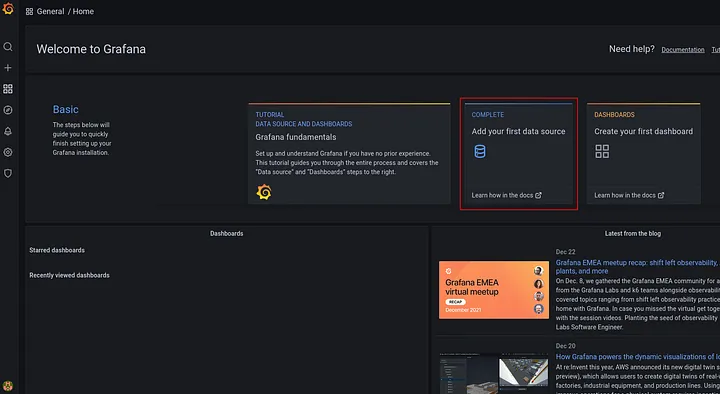 General / Home
Welcome to Grafana
Need help?
Documentation
Tut
Basic
The steps below will
guide you to quickly
finish setting up your
Grafana installation.
TUTORIAL
DATA SOURCE AND DASHBOARDS
Grafana fundamentals
Set up and understand Grafana if you have no prior experience.
This tutorial guides you through the entire process and covers the
"Data source" and "Dashboards" steps to the right.
COMPLETE
Add your first data source
Learn how in the docs
DASHBOARDS
Create your first dashboard
Learn how in the docs
Dashboards
Starred dashboards
Recently viewed dashboards
Latest from the blog
Grafana EMEA
virtual meetup
RECAP
December 2021
Dec 22
Grafana EMEA meetup recap: shift left observability,
plants, and more
On Dec. 8, we gathered the Grafana EMEA community for a
from the Grafana Labs and k6 teams alongside observabili
covered topics ranging from shift left observability practice
home with Grafana. In case you missed the virtual get toge
with the session videos. Planting the seed of observability
Labs Software Engineer.
Dec 20
How Grafana powers the dynamic visualizations of Io
At re:Invent this year, AWS announced its new digital twin s
preview), which allows users to create digital twins of real-
factories, industrial equipment, and production lines. Using